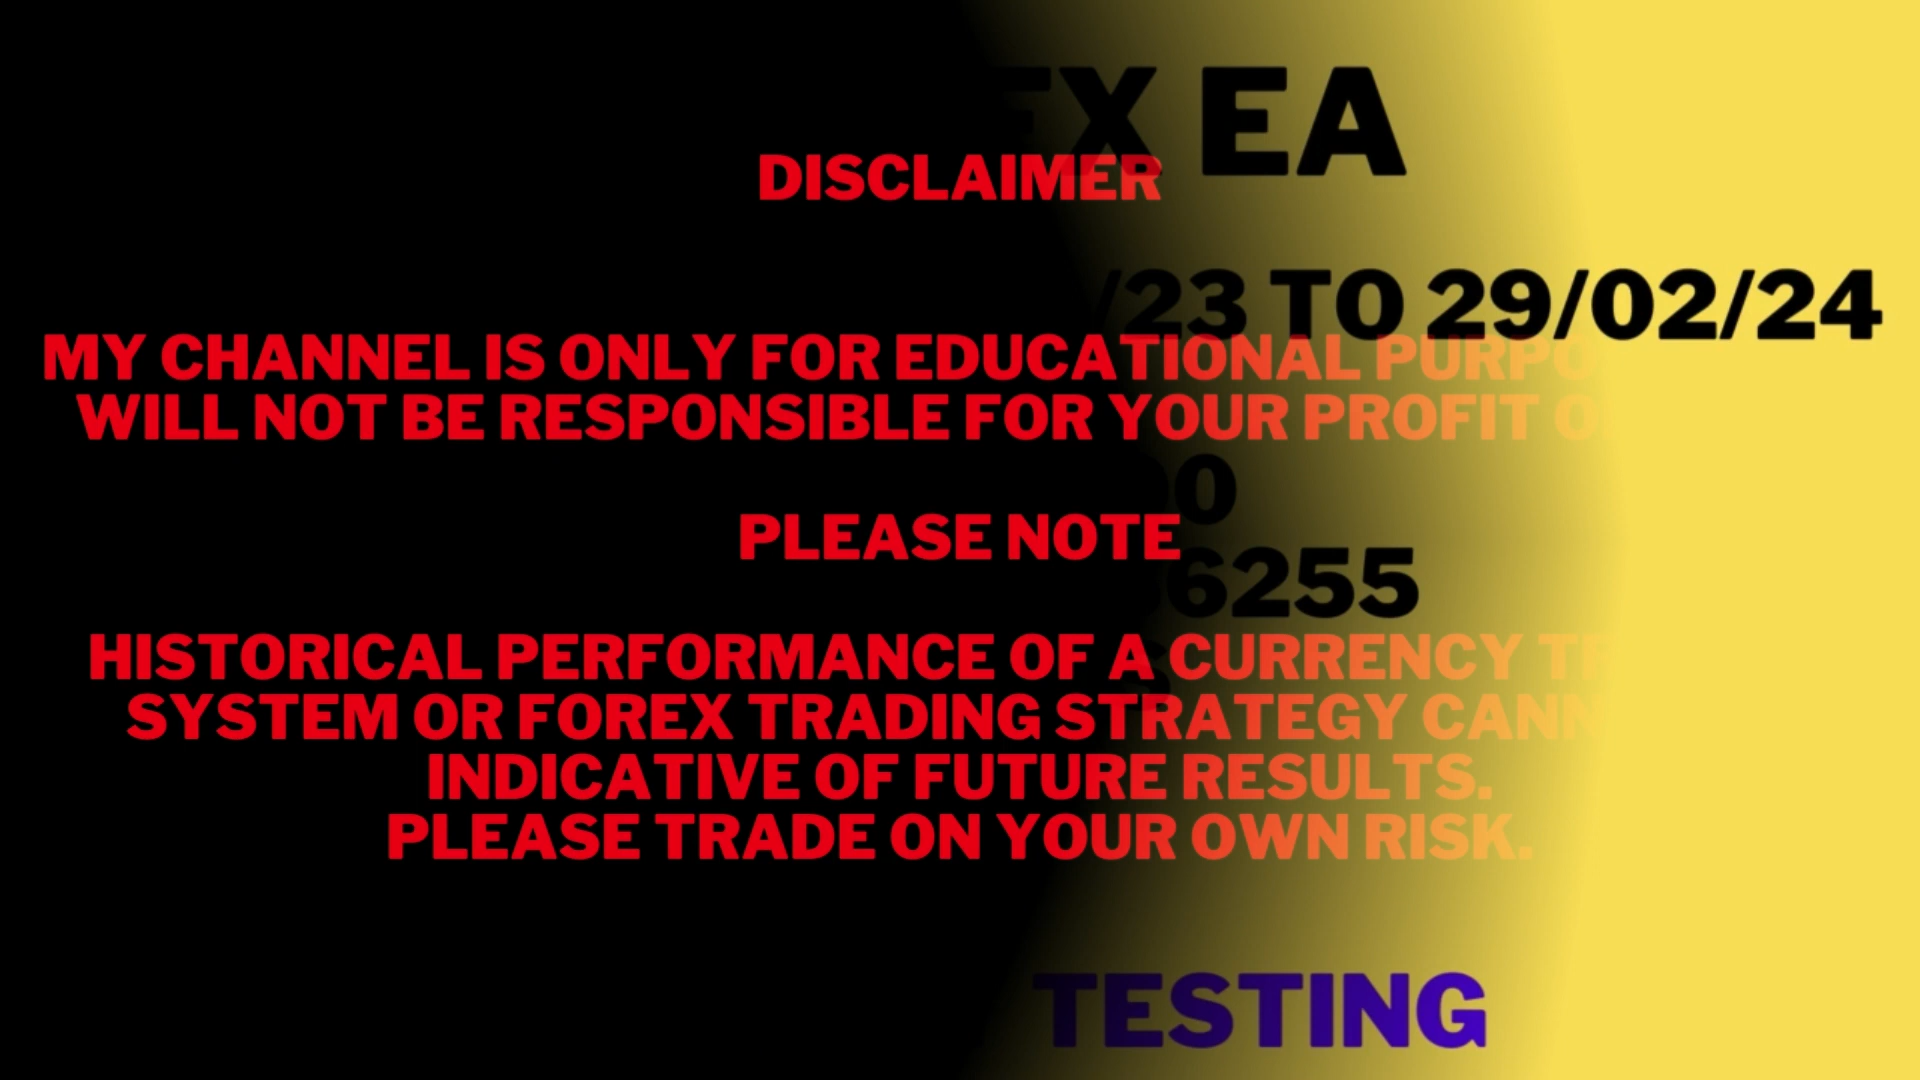 FX EA
DISCLAIMER
/23 TO 29/02/24
MY CHANNEL IS ONLY FOR EDUCATIONAL
WILL NOT BE RESPONSIBLE FOR YOUR PROFIT
PLEASE NOTE
6255
HISTORICAL PERFORMANCE OF A CURRENCY
SYSTEM OR FOREX TRADING STRATEGY
INDICATIVE OF FUTURE RESULTS.
PLEASE TRADE ON YOUR OWN RISK.
TESTING